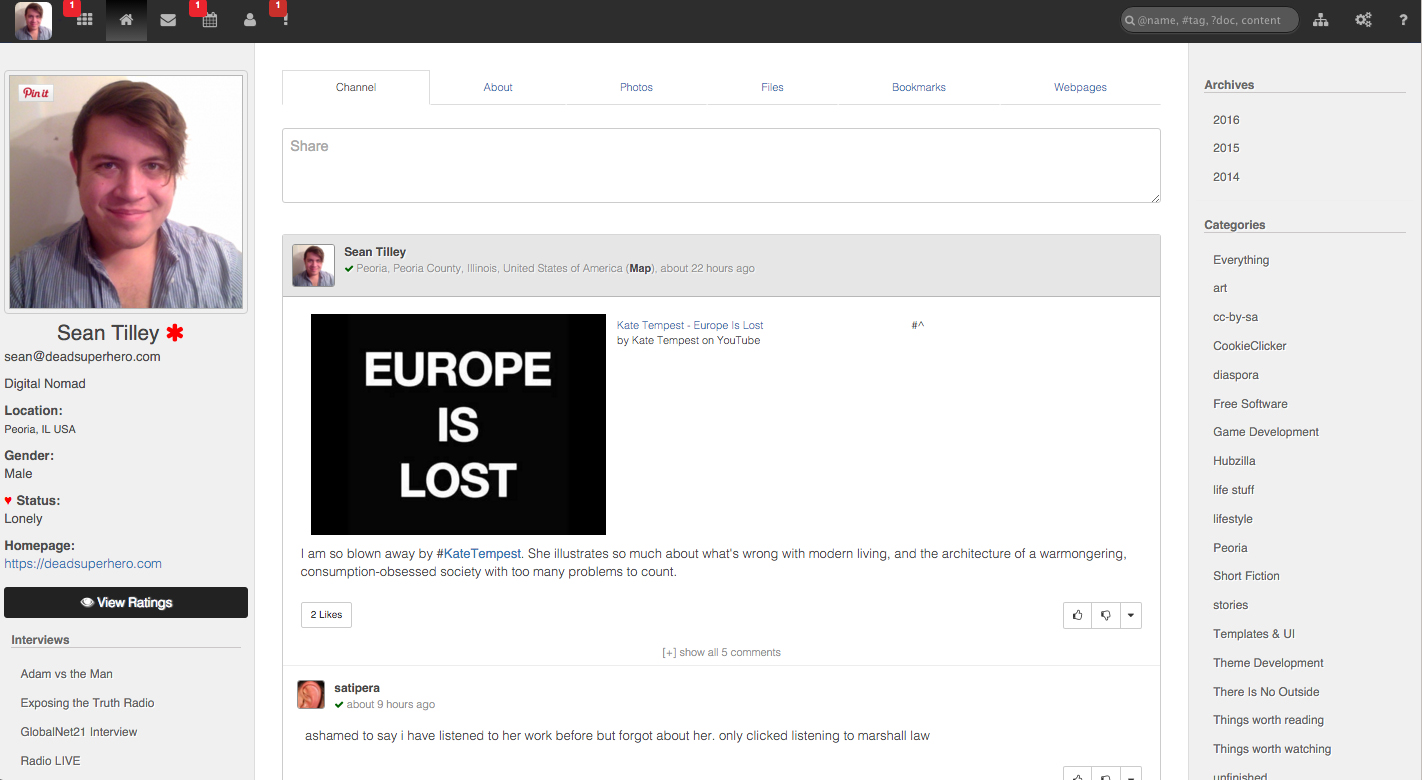 1
1
1
@name, #tag, ?doc, content
?
Pin it
Sean Tilley
sean@deadsuperhero.com
Digital Nomad
Location:
Peoria, IL USA
Gender:
Male
♥ Status:
Lonely
Homepage:
https://deadsuperhero.com
View Ratings
Interviews
Adam vs the Man
Exposing the Truth Radio
GlobalNet21 Interview
Radio LIVE
Channel
About
Photos
Files
Bookmarks
Webpages
Share
Sean Tilley
Peoria, Peoria County, Illinois, United States of America (Map), about 22 hours ago
EUROPE
IS
LOST
Kate Tempest - Europe Is Lost
by Kate Tempest on YouTube
#^
I am so blown away by #KateTempest. She illustrates so much about what's wrong with modern living, and the architecture of a warmongering,
consumption-obsessed society with too many problems to count.
2 Likes
[+] show all 5 comments
satipera
about 9 hours ago
ashamed to say i have listened to her work before but forgot about her. only clicked listening to marshall law
Archives
2016
2015
2014
Categories
Everything
art
cc-by-sa
CookieClicker
diaspora
Free Software
Game Development
Hubzilla
life stuff
lifestyle
Peoria
Short Fiction
stories
Templates & UI
Theme Development
There Is No Outside
Things worth reading
Things worth watching
unfinished